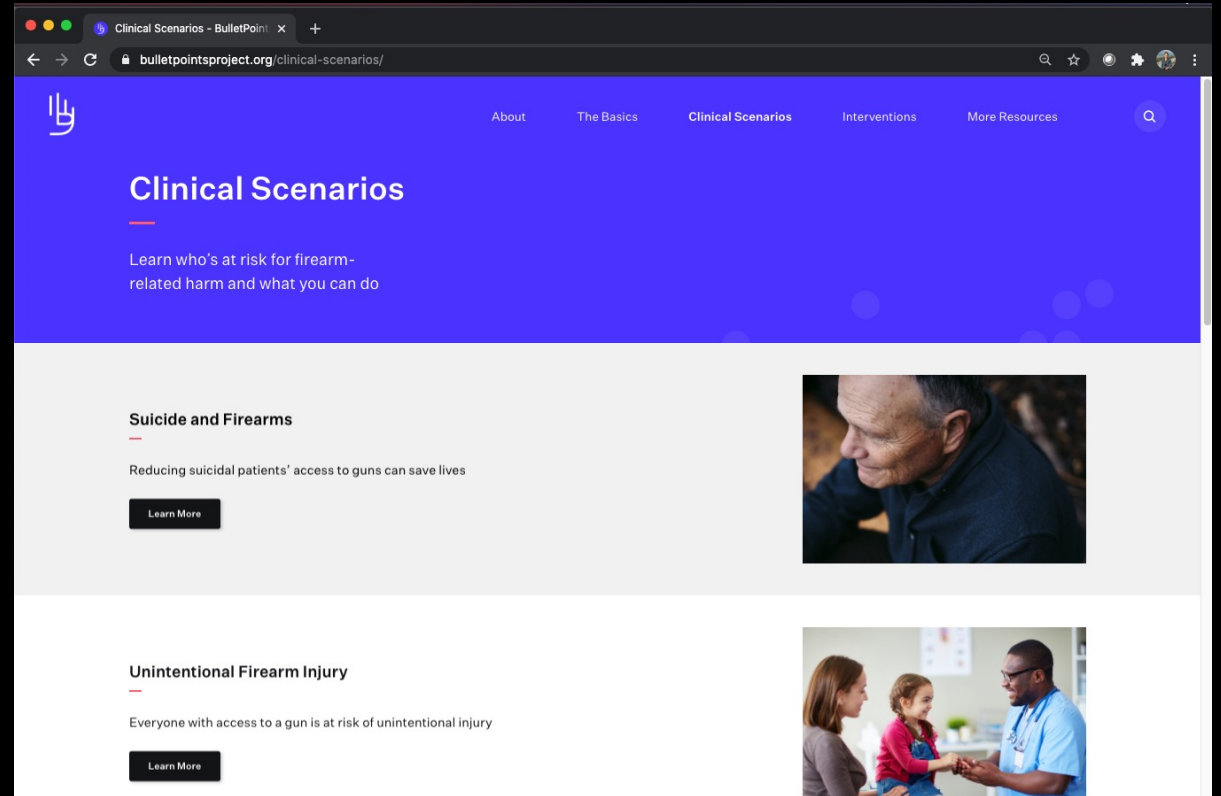 Clinical Scenarios - BulletPoint
bulletpointsproject.org/clinical-scenarios/
About
The Basics
Clinical Scenarios
Interventions
More Resources
Clinical Scenarios
Learn who's at risk for firearm-
related harm and what you can do
Suicide and Firearms
Reducing suicidal patients' access to guns can save lives
Learn More
Unintentional Firearm Injury
Everyone with access to a gun is at risk of unintentional injury
Learn More